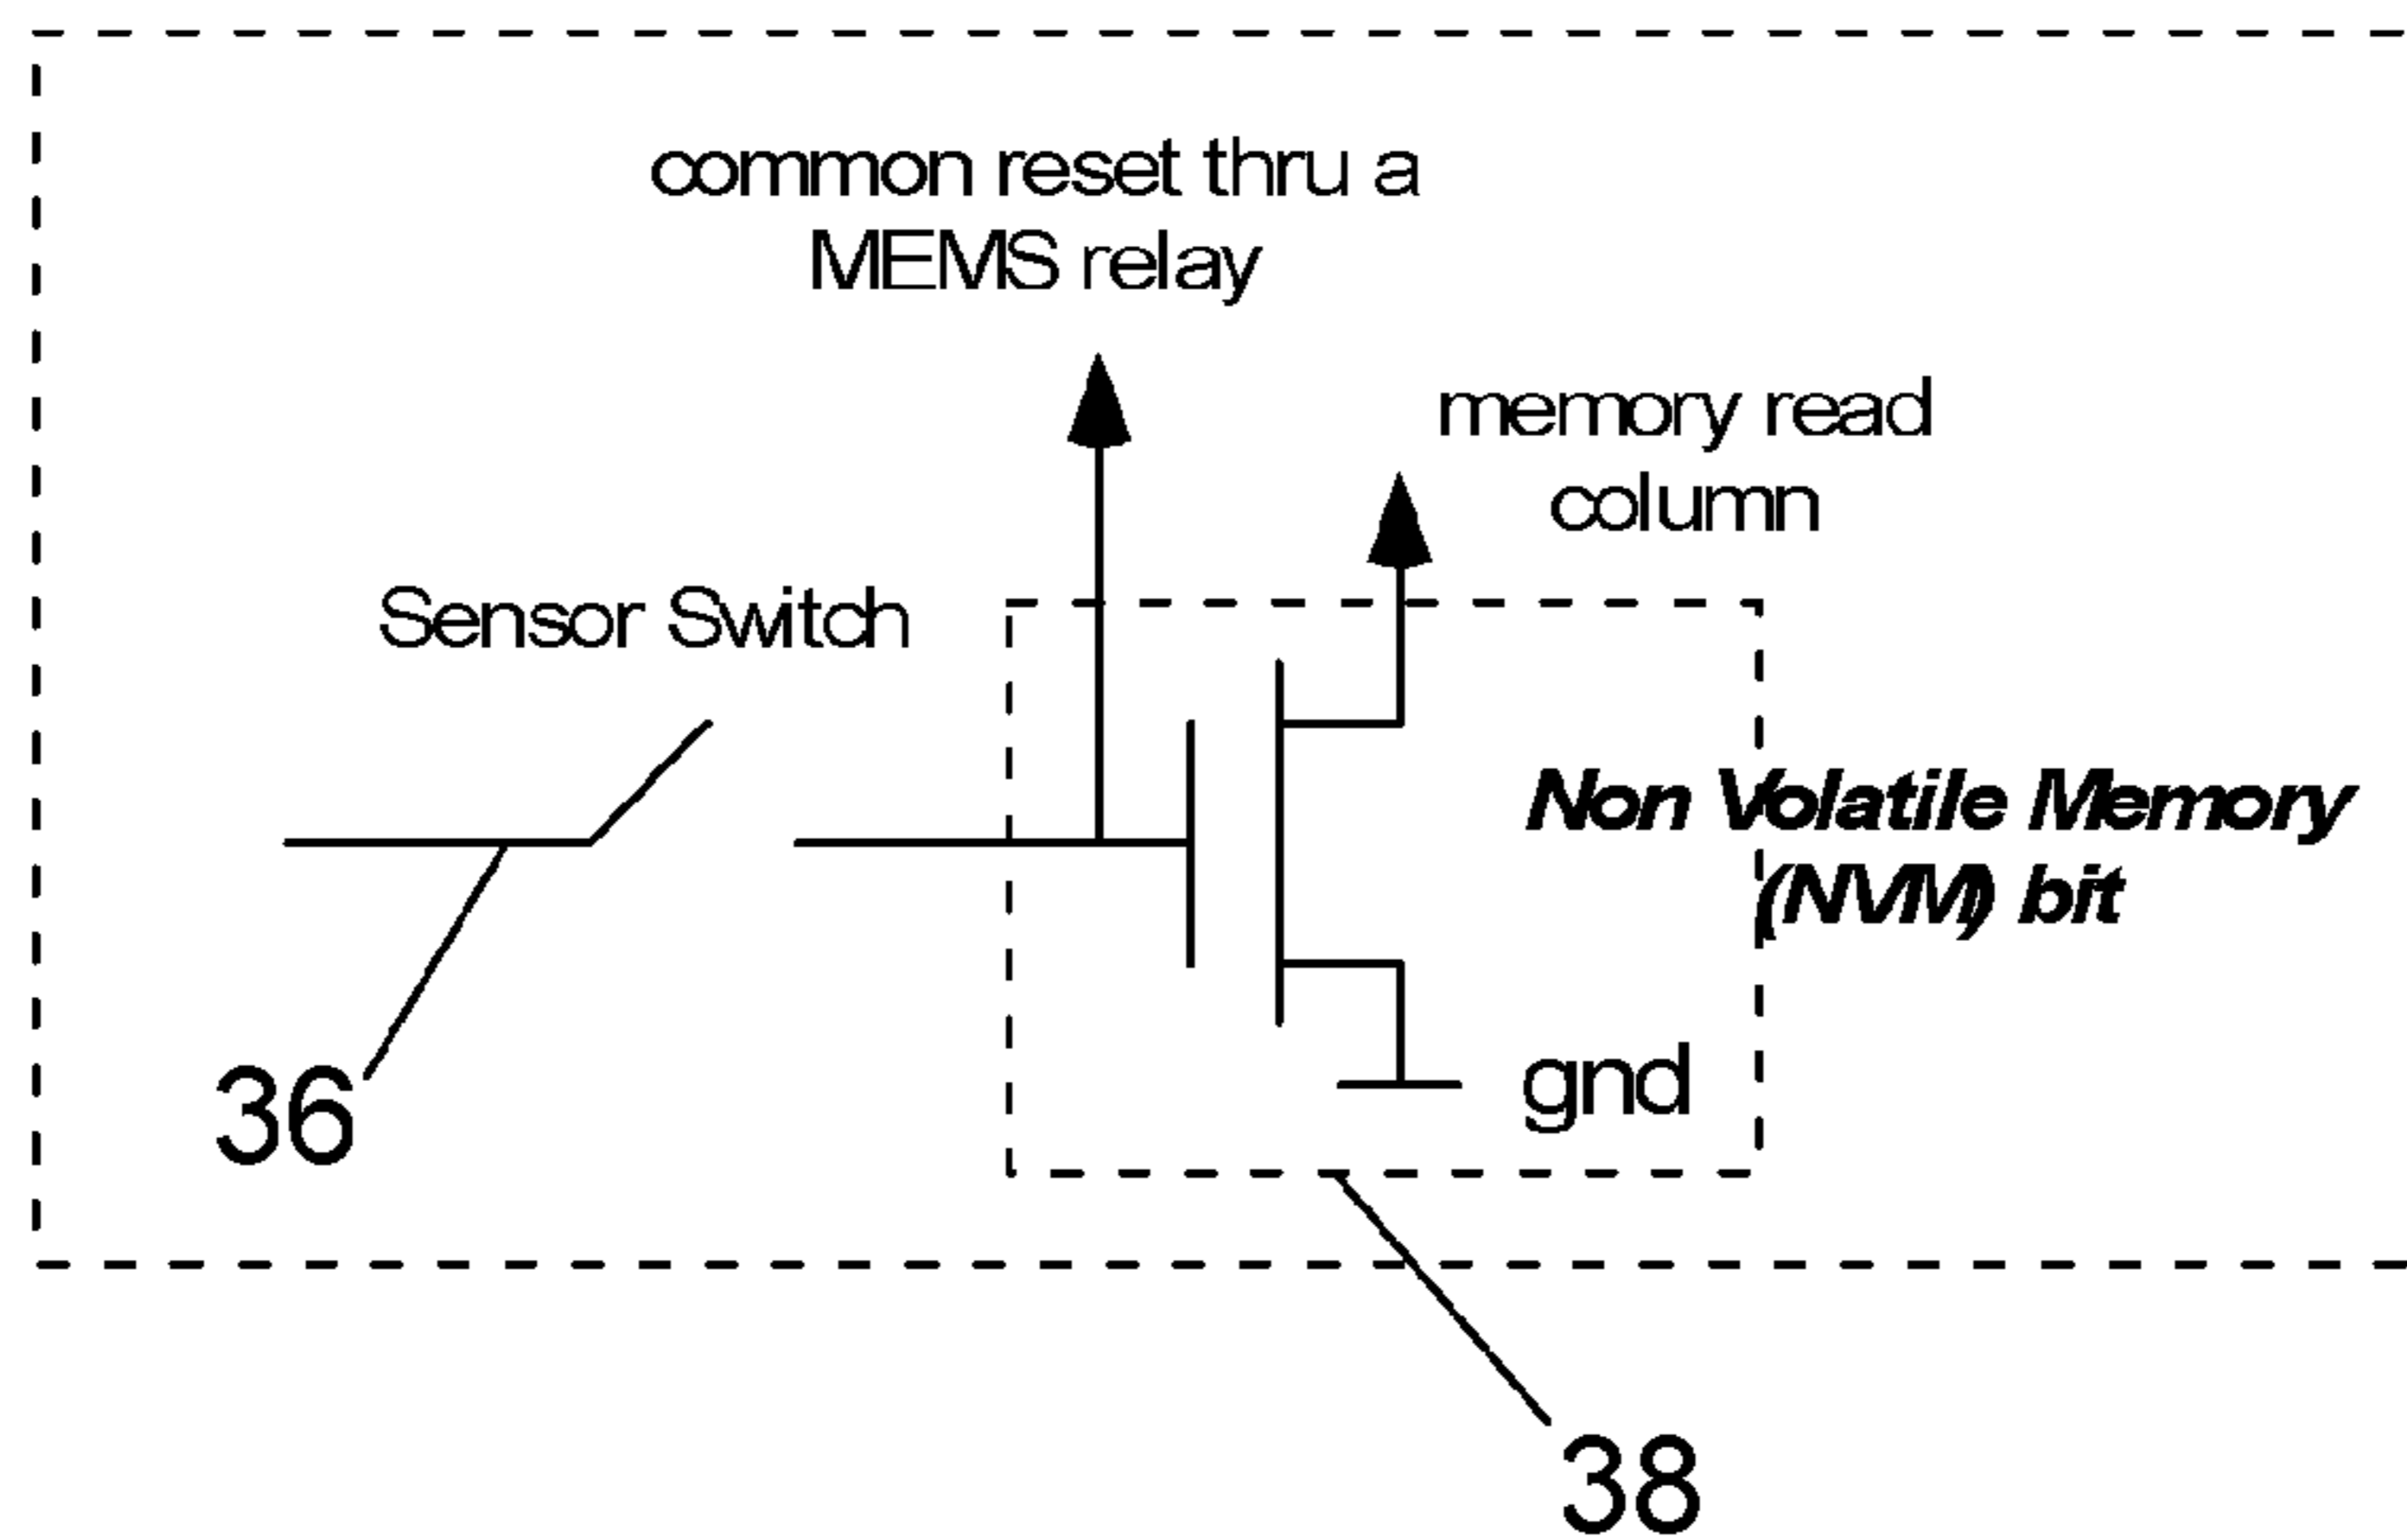 common reset thru a
MEMS relay
memory read
column
Sensor Switch
Non Volatile Memory
(NVM) bit
36
gnd
38